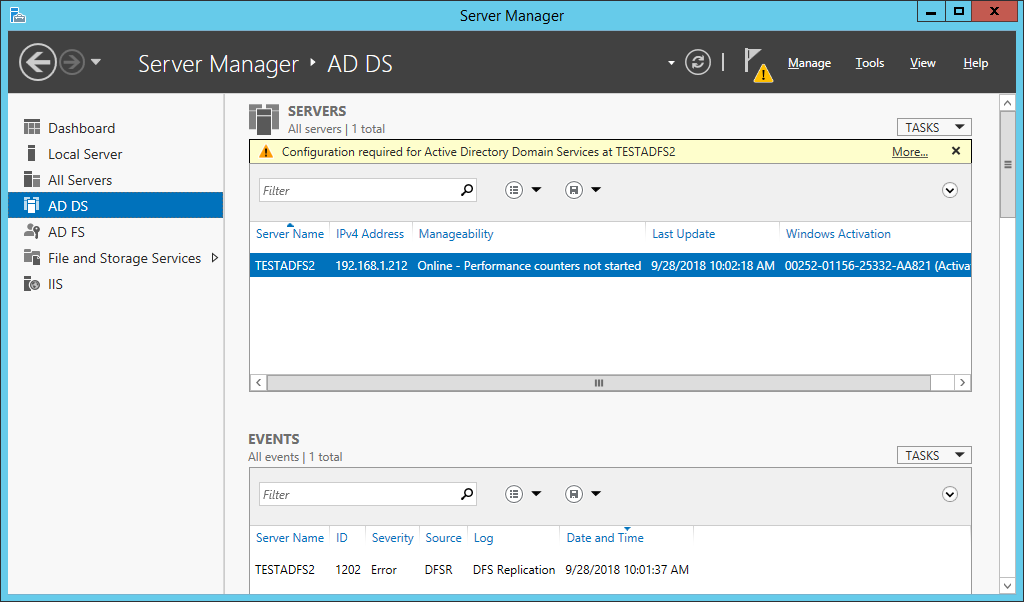 Server Manager
Server Manager AD DS
Manage Tools View Help
Dashboard
Local Server
All Servers
AD DS
AD FS
File and Storage Services
IIS
SERVERS
All servers | 1 total
TASKS
Configuration required for Active Directory Domain Services at TESTADFS2 More...
Filter
Server Name IPv4 Address Manageability Last Update Windows Activation
TESTADFS2 192.168.1.212 Online - Performance counters not started 9/28/2018 10:02:18 AM 00252-01156-25332-AA821 (Activa
EVENTS
All events | 1 total
TASKS
Filter
Server Name ID Severity Source Log Date and Time
TESTADFS2 1202 Error DFSR DFS Replication 9/28/2018 10:01:37 AM